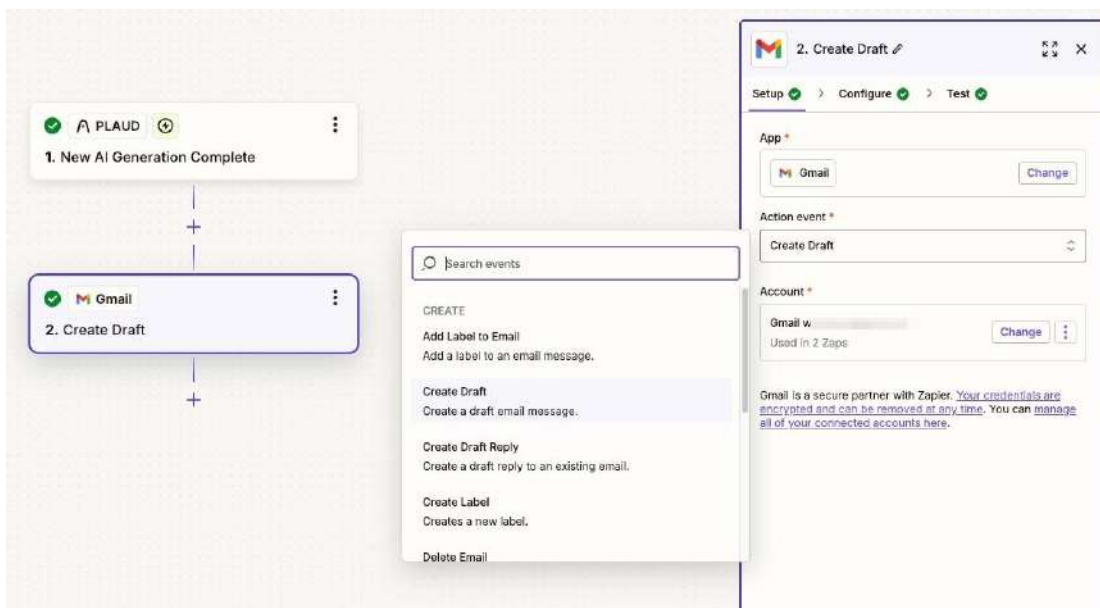 PLAUD
1. New AI Generation Complete
Gmail
2. Create Draft
Search events
CREATE
Add Label to Email
Add a label to an email message.
Create Draft
Create a draft email message.
Create Draft Reply
Create a draft reply to an existing email.
Create Label
Creates a new label.
Delete Email
2. Create Draft
Setup > Configure > Test
App *
Gmail
Change
Action event *
Create Draft
Account *
Gmail
Used in 2 Zaps
Change
Gmail is a secure partner with Zapier. Your credentials are
encrypted and can be removed at any time. You can manage
all of your connected accounts here.